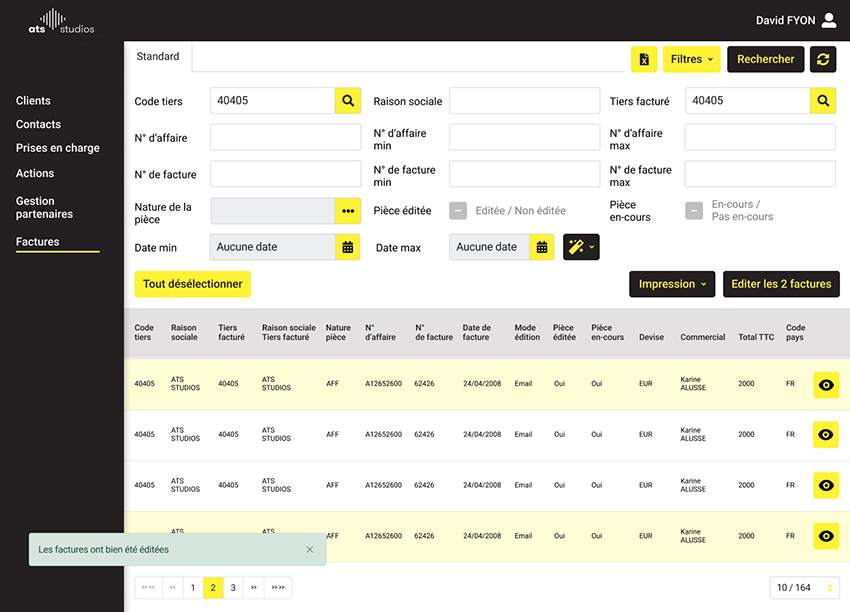 ats studios
David FYON
Clients
Contacts
Prises en charge
Actions
Gestion
partenaires
Factures
Standard
Filtres
Rechercher
Code tiers
40405
Raison sociale
Tiers facturé
40405
N° d'affaire
N° d'affaire
min
N° d'affaire
max
N° de facture
N° de facture
min
N° de facture
max
Nature de la
pièce
Pièce éditée
Editée / Non éditée
Pièce
en-cours
En-cours /
Pas en-cours
Date min
Aucune date
Date max
Aucune date
Tout désélectionner
Impression
Editer les 2 factures
Code
tiers
Raison
sociale
Tiers
facturé
Raison sociale
Tiers facturé
Nature
pièce
N°
d'affaire
N°
de facture
Date de
facture
Mode
édition
Pièce
éditée
Pièce
en-cours
Devise
Commercial
Total TTC
Code
pays
40405
ATS
STUDIOS
40405
ATS
STUDIOS
AFF
A12652600
62426
24/04/2008
Email
Oui
Oui
EUR
Karine
ALUSSE
2000
FR
40405
ATS
STUDIOS
40405
ATS
STUDIOS
AFF
A12652600
62426
24/04/2008
Email
Oui
Oui
EUR
Karine
ALUSSE
2000
FR
40405
ATS
STUDIOS
40405
ATS
STUDIOS
AFF
A12652600
62426
24/04/2008
Email
Oui
Oui
EUR
Karine
ALUSSE
2000
FR
ATS
ATS
AFF
A12652600
62426
24/04/2008
Email
Oui
Oui
EUR
Karine
ALUSSE
2000
FR
Les factures ont bien été éditées
1
2
3
10 / 164